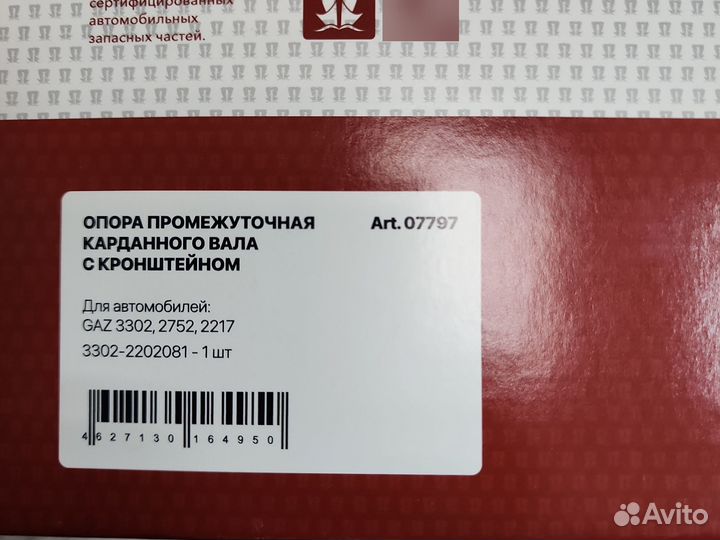 сертифицированных
автомобильных
запасных частей.
ОПОРА ПРОМЕЖУТОЧНАЯ
КАРДАННОГО ВАЛА
С КРОНШТЕЙНОМ
Art. 07797
Для автомобилей:
GAZ 3302, 2752, 2217
3302-2202081 - 1 шт
4 627130 164950
Avito